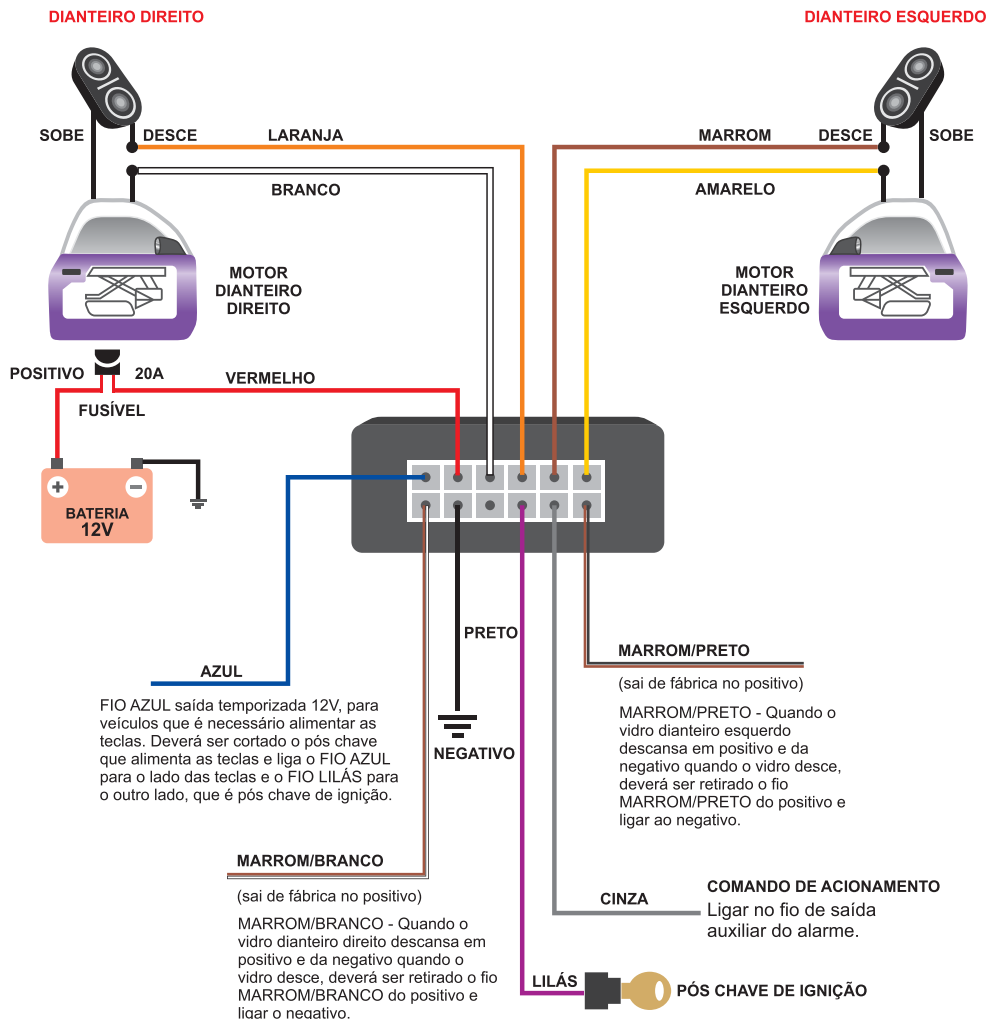 DIANTEIRO DIREITO
DIANTEIRO ESQUERDO
SOBE
DESCE
LARANJA
MARROM
DESCE
SOBE
BRANCO
AMARELO
MOTOR
DIANTEIRO
DIREITO
MOTOR
DIANTEIRO
ESQUERDO
POSITIVO
20A
VERMELHO
FUSÍVEL
+
−
BATERIA
12V
PRETO
NEGATIVO
AZUL
FIO AZUL saída temporizada 12V, para
veículos que é necessário alimentar as
teclas. Deverá ser cortado o pós chave
que alimenta as teclas e liga o FIO AZUL
para o lado das teclas e o FIO LILÁS para
o outro lado, que é pós chave de ignição.
MARROM/PRETO
(sai de fábrica no positivo)
MARROM/PRETO - Quando o
vidro dianteiro esquerdo
descansa em positivo e da
negativo quando o vidro desce,
deverá ser retirado o fio
MARROM/PRETO do positivo e
ligar ao negativo.
MARROM/BRANCO
(sai de fábrica no positivo)
MARROM/BRANCO - Quando o
vidro dianteiro direito descansa em
positivo e da negativo quando o
vidro desce, deverá ser retirado o fio
MARROM/BRANCO do positivo e
ligar o negativo.
CINZA
COMANDO DE ACIONAMENTO
Ligar no fio de saída
auxiliar do alarme.
LILÁS
PÓS CHAVE DE IGNIÇÃO